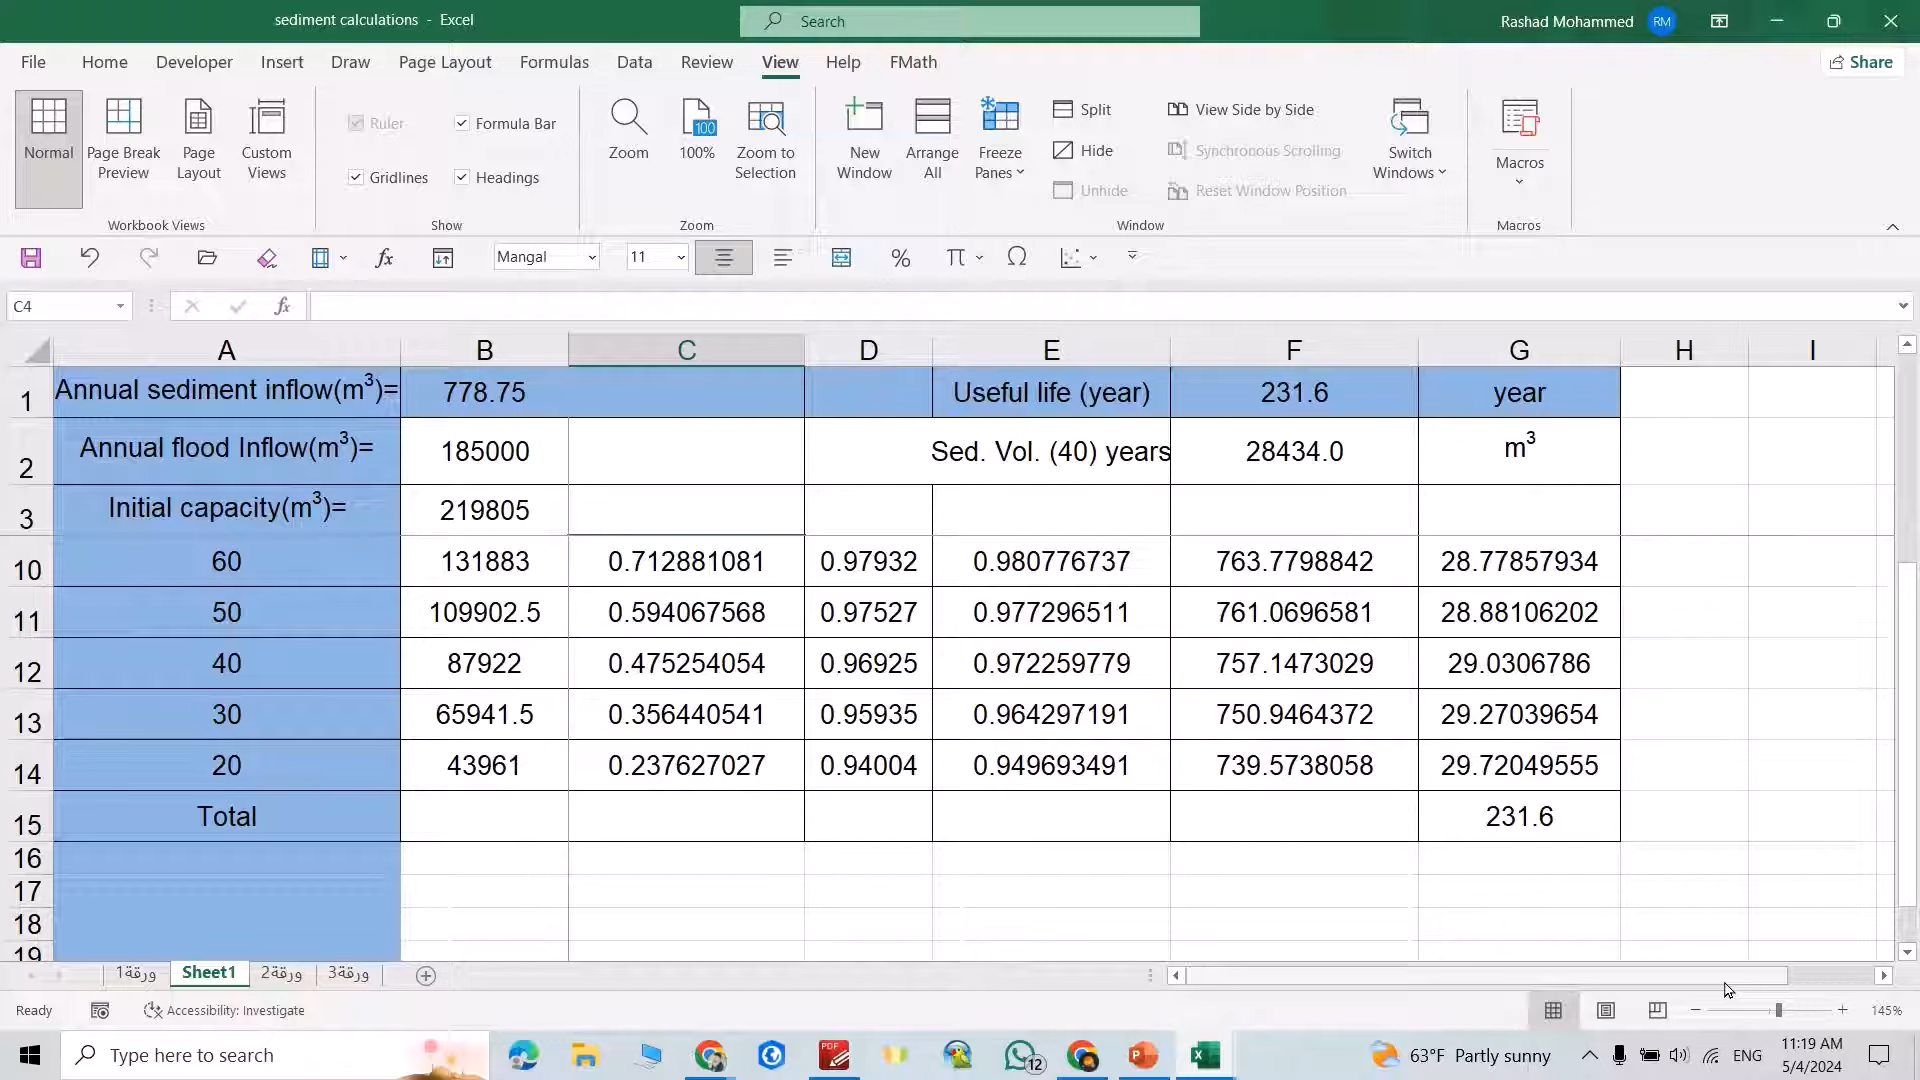 sediment calculations - Excel
Search
Rashad Mohammed
RM
File Home Developer Insert Draw Page Layout Formulas Data Review View Help FMath
Share
Normal
Page Break Preview
Page Layout
Custom Views
Workbook Views
Ruler
Formula Bar
Gridlines
Headings
Show
Zoom
100
100%
Zoom to Selection
Zoom
New Window
Arrange All
Freeze Panes
Split
Hide
Unhide
View Side by Side
Synchronous Scrolling
Reset Window Position
Switch Windows
Window
Macros
Macros
fx Mangal 11 % π Ω
C4 fx
A B C D E F G H I
1 Annual sediment inflow(m³)= 778.75 Useful life (year) 231.6 year
2 Annual flood Inflow(m³)= 185000 Sed. Vol. (40) years 28434.0 m³
3 Initial capacity(m³)= 219805
10 60 131883 0.712881081 0.97932 0.980776737 763.7798842 28.77857934
11 50 109902.5 0.594067568 0.97527 0.977296511 761.0696581 28.88106202
12 40 87922 0.475254054 0.96925 0.972259779 757.1473029 29.0306786
13 30 65941.5 0.356440541 0.95935 0.964297191 750.9464372 29.27039654
14 20 43961 0.237627027 0.94004 0.949693491 739.5738058 29.72049555
15 Total 231.6
16
17
18
19
ورقة1 Sheet1 ورقة2 ورقة3
Ready
Accessibility: Investigate
145%
Type here to search
PDF
12
63°F Partly sunny
ENG
11:19 AM
5/4/2024